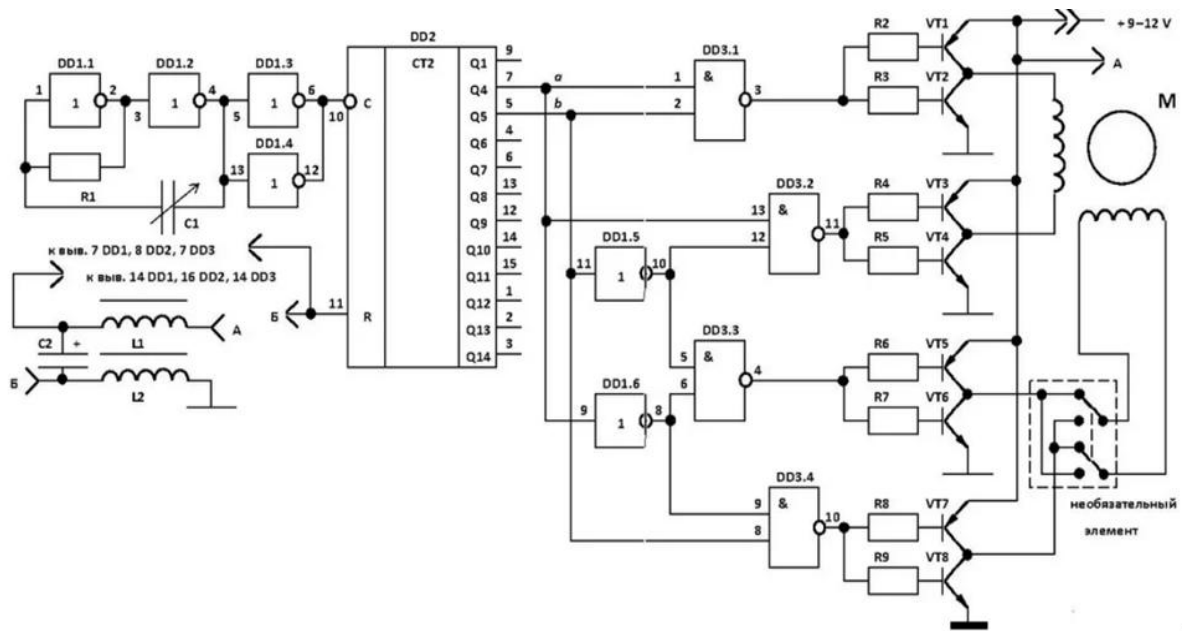 DD2
CT2
C
10
R
11
9
Q1
7
Q4
a
5
Q5
b
4
Q6
6
Q7
13
Q8
12
Q9
14
Q10
15
Q11
1
Q12
2
Q13
3
Q14
DD1.1
1
1
2
DD1.2
3
1
4
DD1.3
5
1
6
DD1.4
13
1
12
R1
C1
к выв. 7 DD1, 8 DD2, 7 DD3
к выв. 14 DD1, 16 DD2, 14 DD3
Б
C2
+
L1
А
Б
L2
DD3.1
1
&
2
3
DD3.2
13
&
12
11
DD1.5
11
1
10
DD3.3
5
&
6
4
DD1.6
9
1
8
DD3.4
9
&
8
10
R2
VT1
R3
VT2
R4
VT3
R5
VT4
R6
VT5
R7
VT6
R8
VT7
R9
VT8
+ 9–12 V
А
М
необязательный
элемент